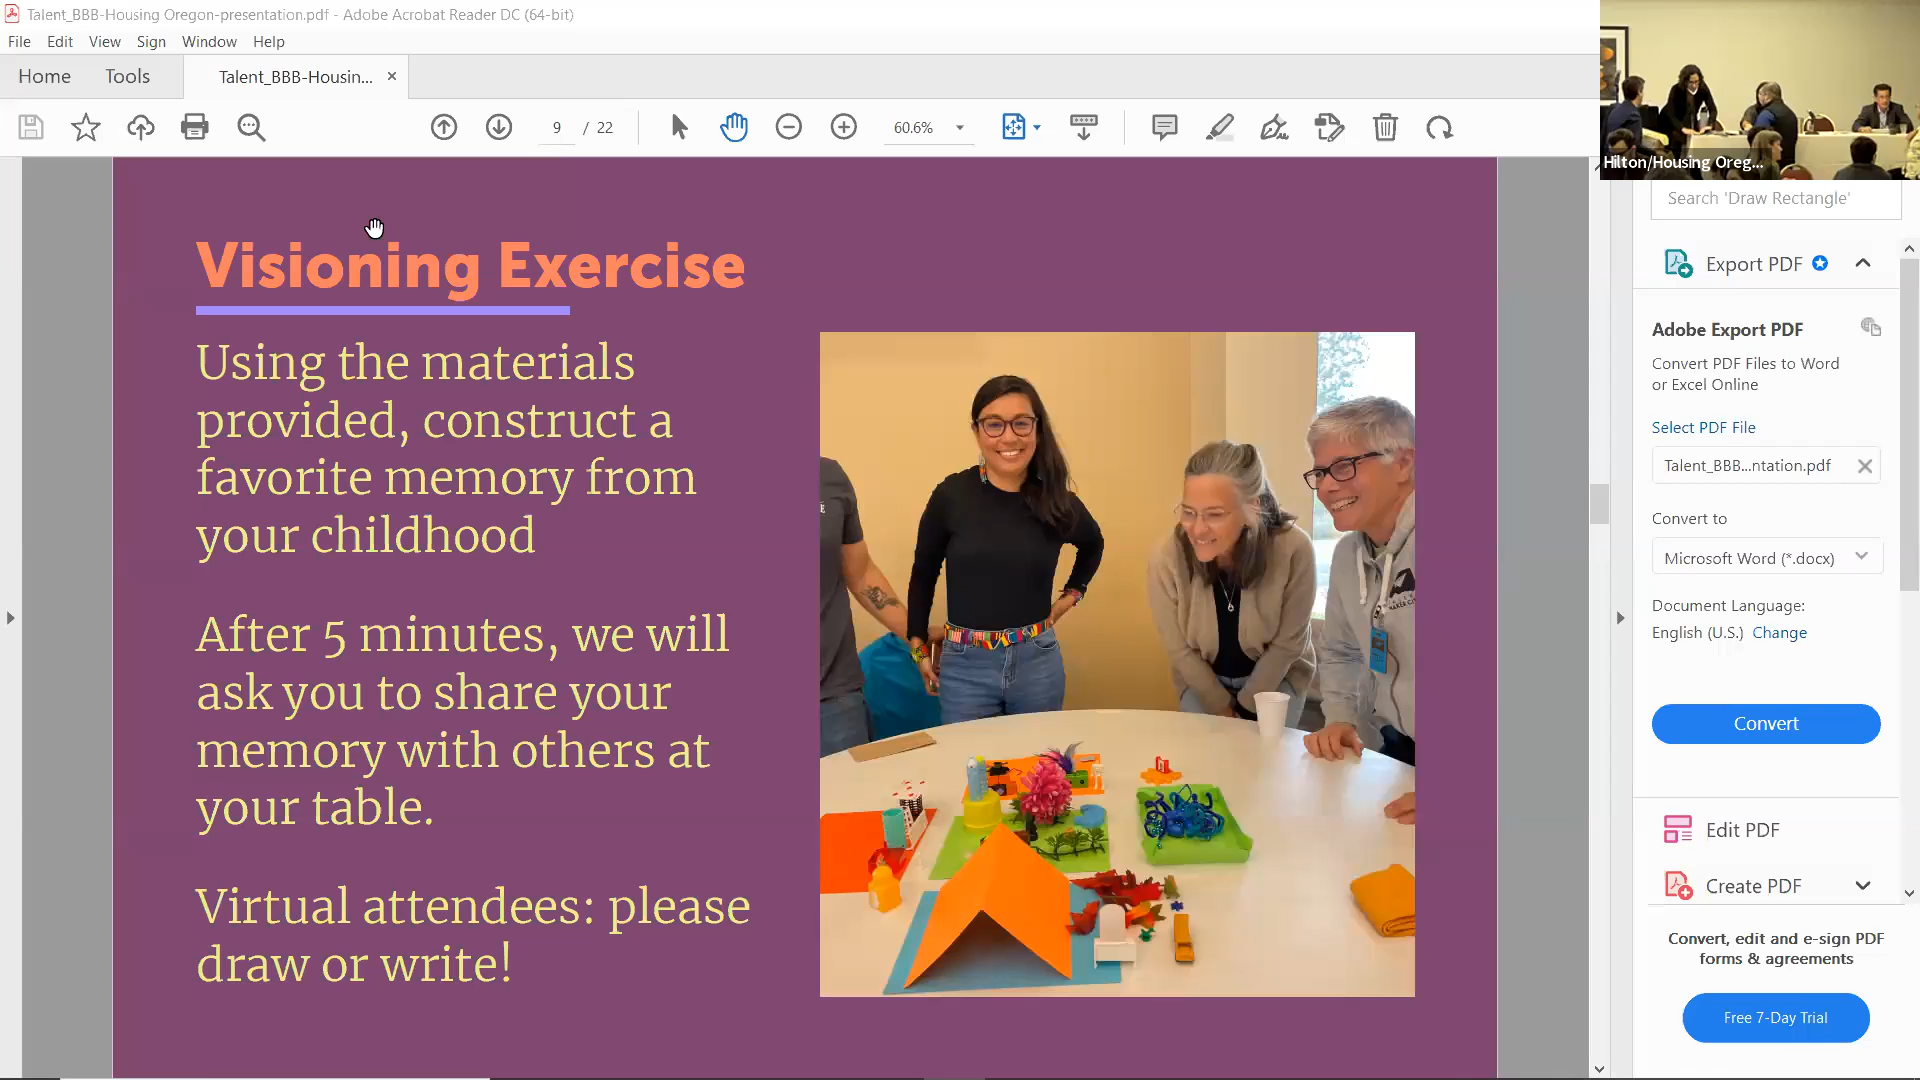 Talent_BBB-Housing Oregon-presentation.pdf - Adobe Acrobat Reader DC (64-bit)
File Edit View Sign Window Help
Home Tools Talent_BBB-Housin... ×
9 / 22 60.6%
Hilton/Housing Oreg...
Search 'Draw Rectangle'
Visioning Exercise
Using the materials
provided, construct a
favorite memory from
your childhood
After 5 minutes, we will
ask you to share your
memory with others at
your table.
Virtual attendees: please
draw or write!
Export PDF
Adobe Export PDF
Convert PDF Files to Word
or Excel Online
Select PDF File
Talent_BBB...ntation.pdf
Convert to
Microsoft Word (*.docx)
Document Language:
English (U.S.) Change
Convert
Edit PDF
Create PDF
Convert, edit and e-sign PDF
forms & agreements
Free 7-Day Trial